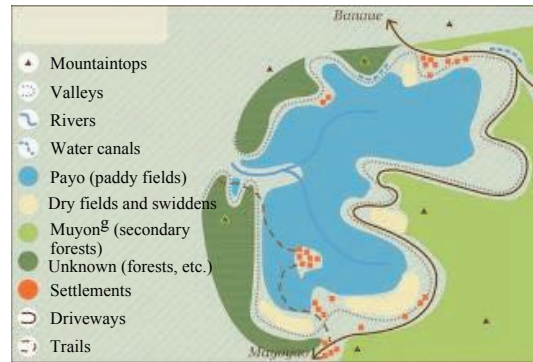 Banaue
Mountaintops
Valleys
Rivers
Water canals
Payo (paddy fields)
Dry fields and swiddens
Muyong (secondary
forests)
Unknown (forests, etc.)
Settlements
Driveways
Trails
Mayoyao